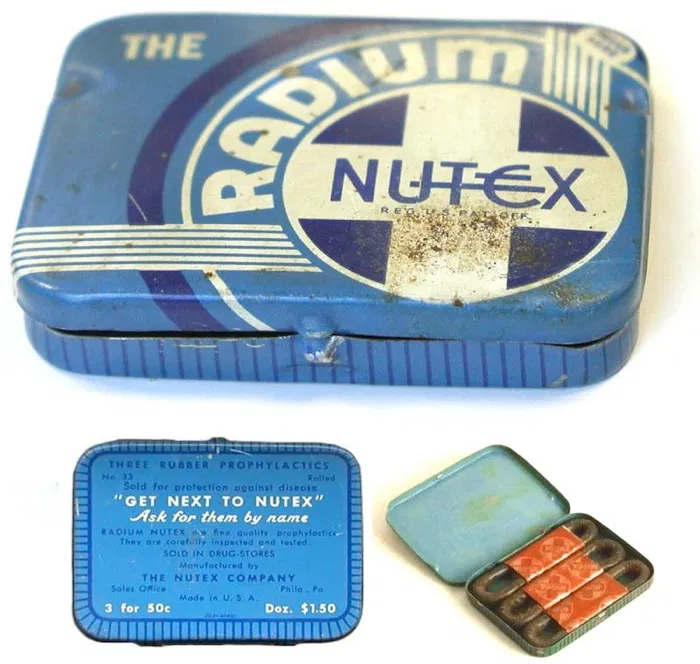 THE
RADIUM
NUTEX
REG. U.S. PAT. OFF.
THREE RUBBER PROPHYLACTICS
No. 33 Rolled
Sold for protection against disease
"GET NEXT TO NUTEX"
Ask for them by name
RADIUM NUTEX are fine quality prophylactics
They are carefully inspected and tested.
SOLD IN DRUG-STORES
Manufactured by
THE NUTEX COMPANY
Sales Office Phila., Pa.
Made in U.S.A.
3 for 50c Doz. $1.50